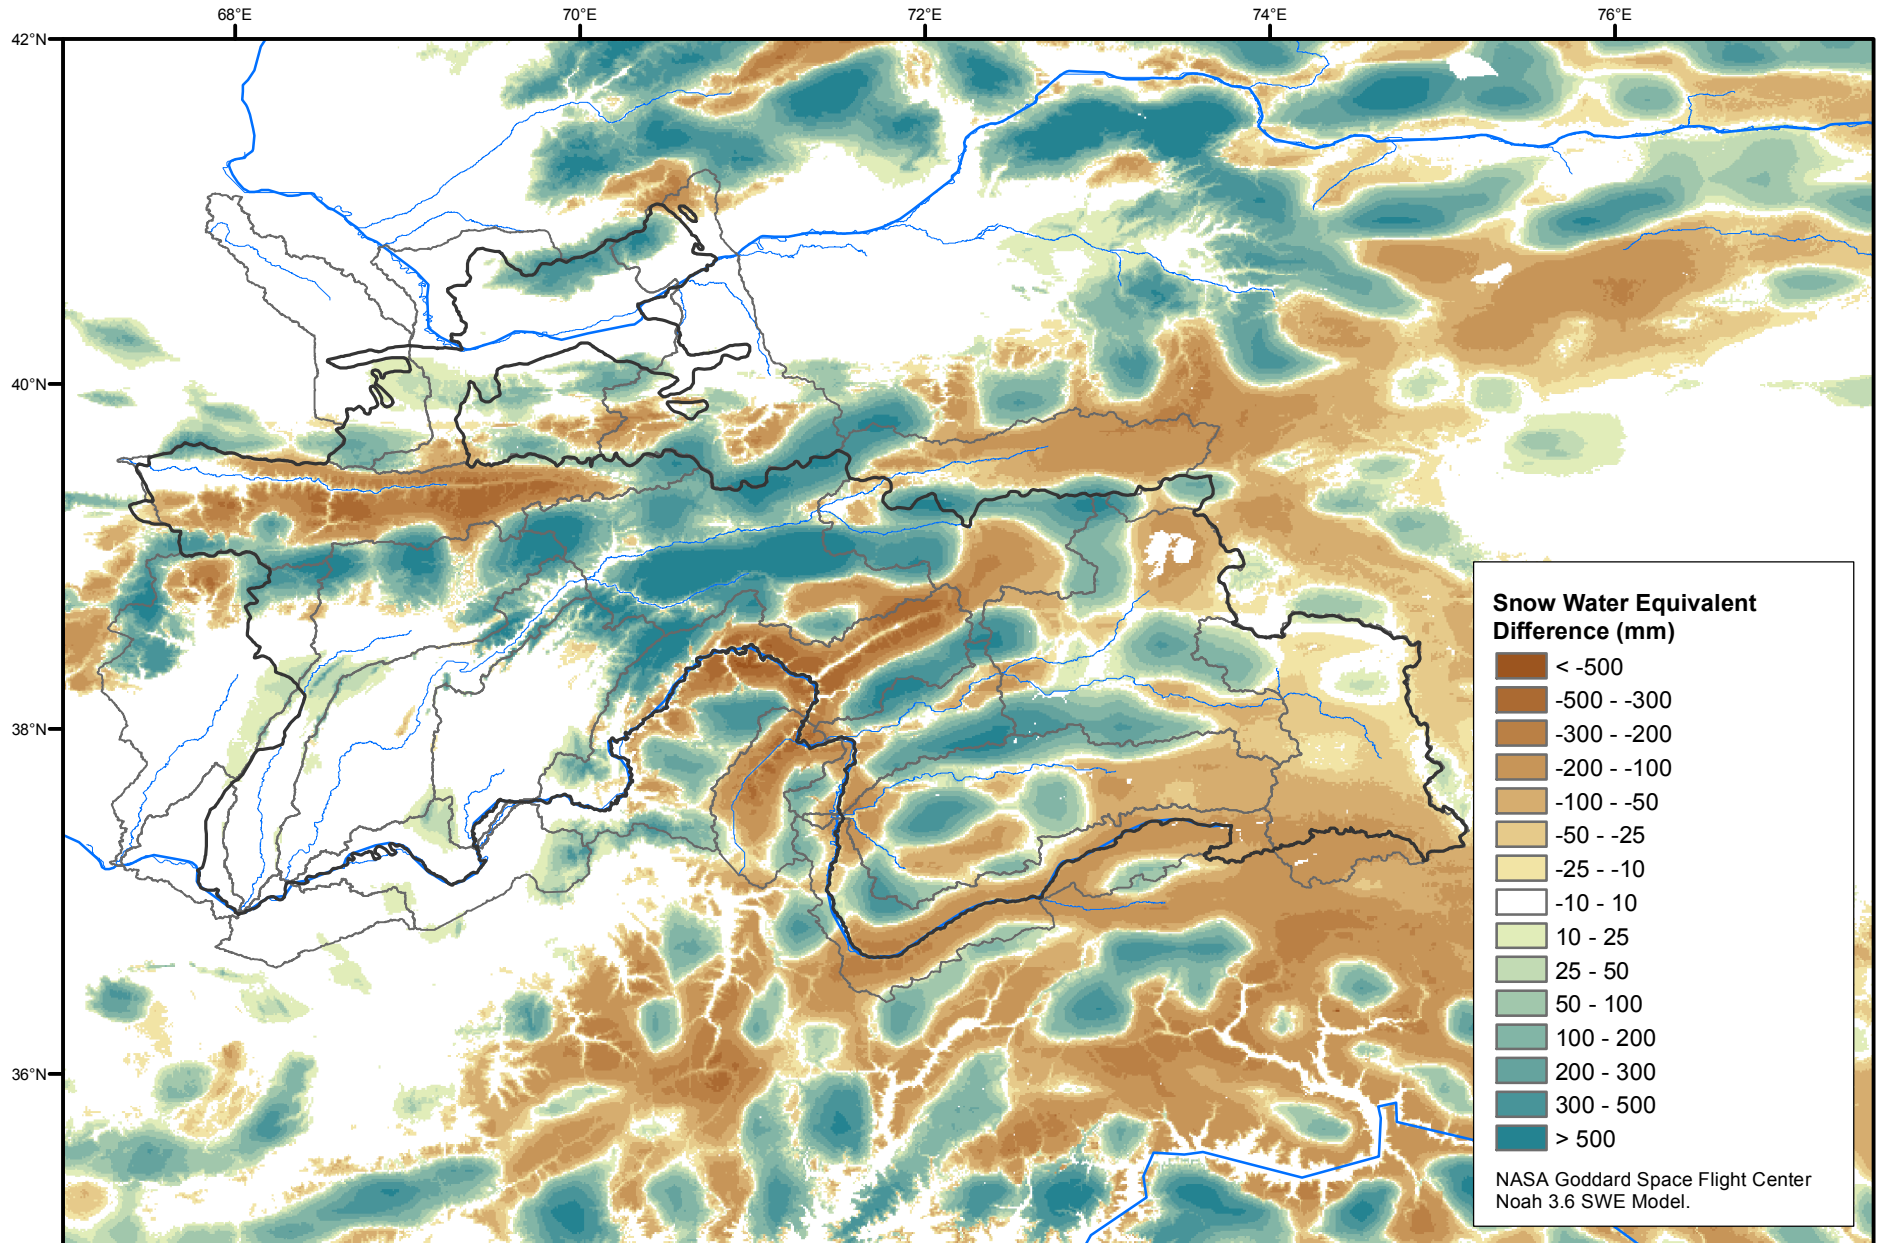 68°E
70°E
72°E
74°E
76°E
42°N
40°N
38°N
36°N
Snow Water Equivalent
Difference (mm)
< -500
-500 - -300
-300 - -200
-200 - -100
-100 - -50
-50 - -25
-25 - -10
-10 - 10
10 - 25
25 - 50
50 - 100
100 - 200
200 - 300
300 - 500
> 500
NASA Goddard Space Flight Center
Noah 3.6 SWE Model.